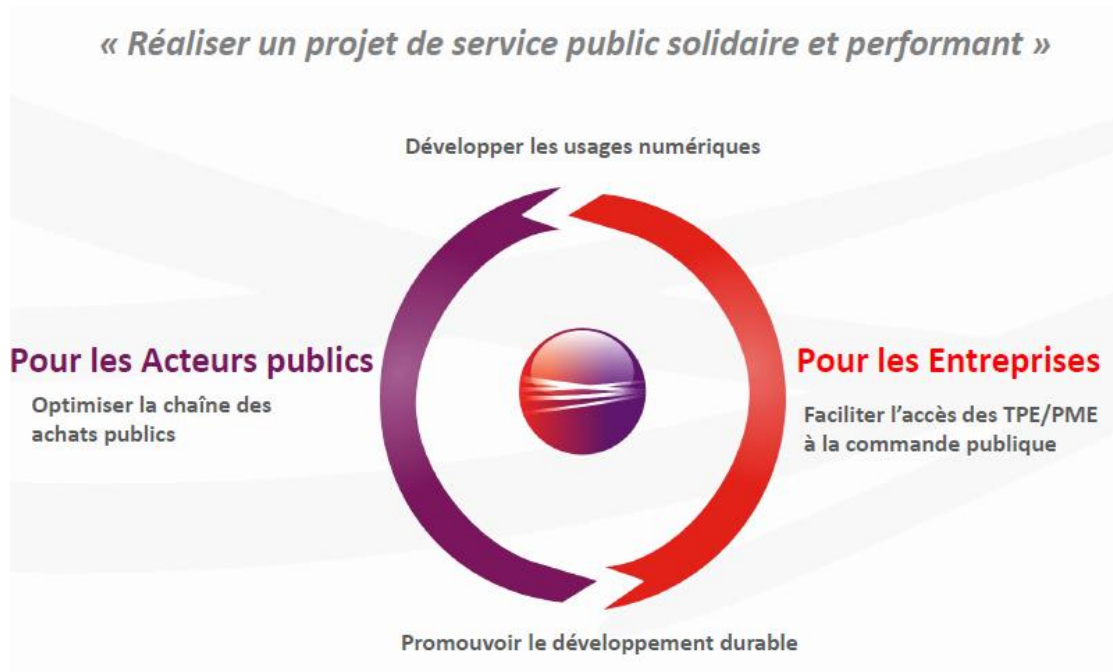 « Réaliser un projet de service public solidaire et performant »
Développer les usages numériques
Pour les Acteurs publics
Optimiser la chaîne des
achats publics
Pour les Entreprises
Faciliter l’accès des TPE/PME
à la commande publique
Promouvoir le développement durable